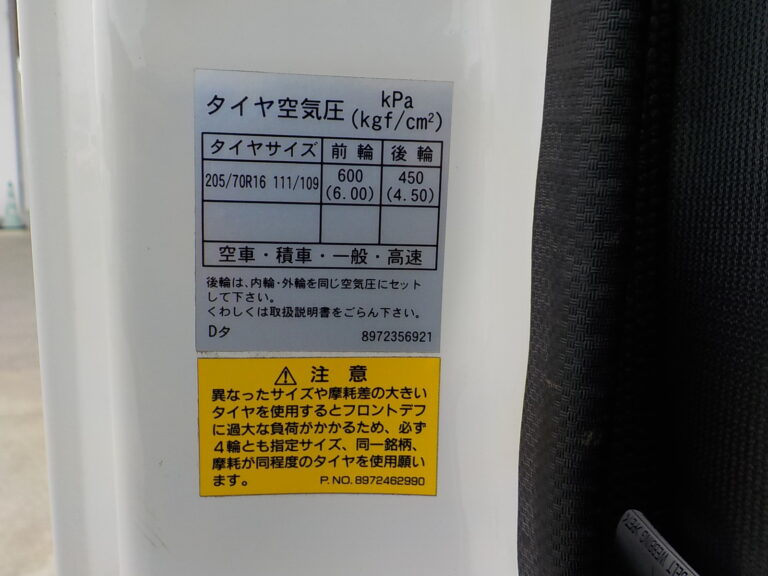 タイヤ空気圧 kPa
(kgf/cm²)
タイヤサイズ 前輪 後輪
205/70R16 111/109 600 450
(6.00) (4.50)
空車・積車・一般・高速
後輪は、内輪・外輪を同じ空気圧にセット
して下さい。
くわしくは取扱説明書をごらん下さい。
Dタ 8972356921
⚠ 注意
異なったサイズや摩耗差の大きい
タイヤを使用するとフロントデフ
に過大な負荷がかかるため、必ず
4輪とも指定サイズ、同一銘柄、
摩耗が同程度のタイヤを使用願い
ます。 P.NO.8972462990
BELT WEBBING